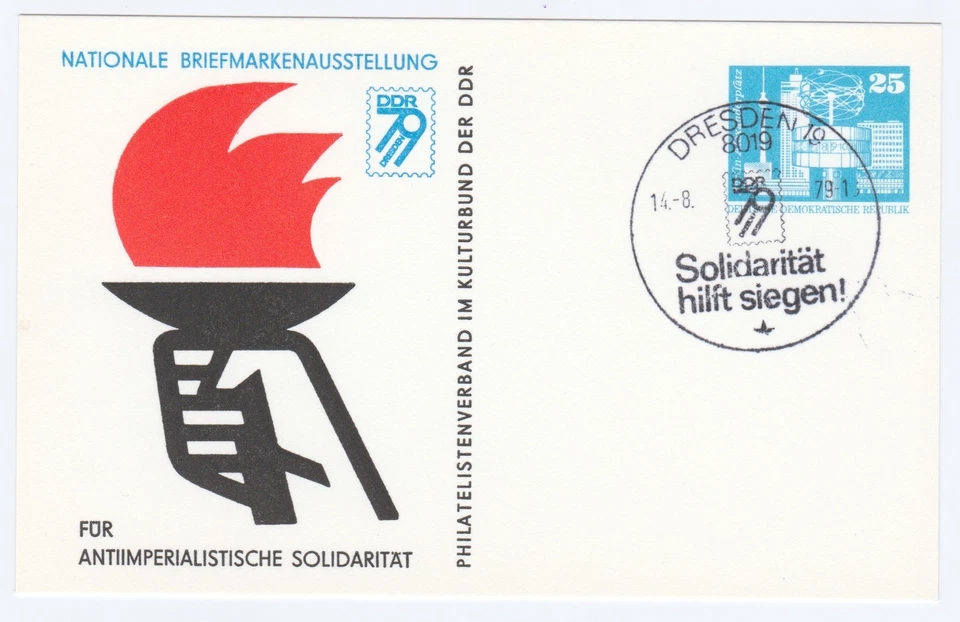 NATIONALE BRIEFMARKENAUSSTELLUNG
DDR
79
DRESDEN
FÜR
ANTIIMPERIALISTISCHE SOLIDARITÄT
PHILATELISTENVERBAND IM KULTURBUND DER DDR
25
DEMOKRATISCHE REPUBLIK
DRESDEN 19
8019
14.-8.
79-1
DDR
79
Solidarität
hilft siegen!